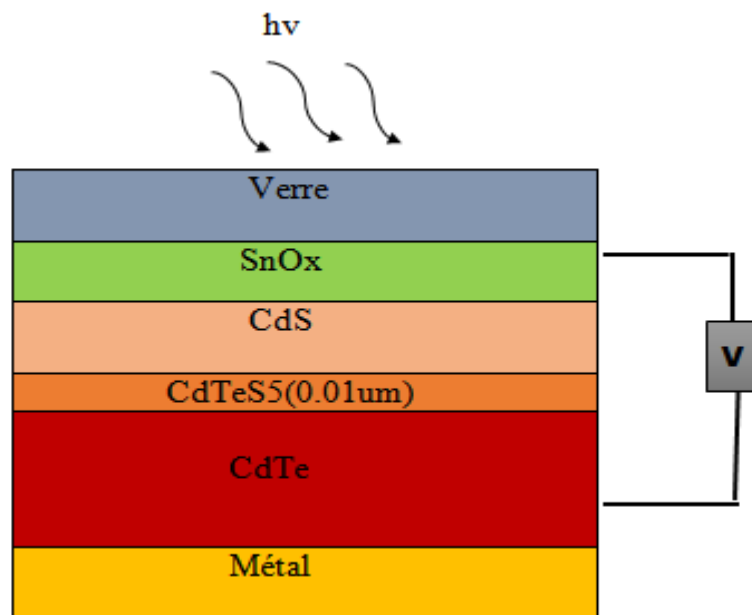 hv
Verre
SnOx
CdS
CdTeS5(0.01um)
CdTe
Métal
V